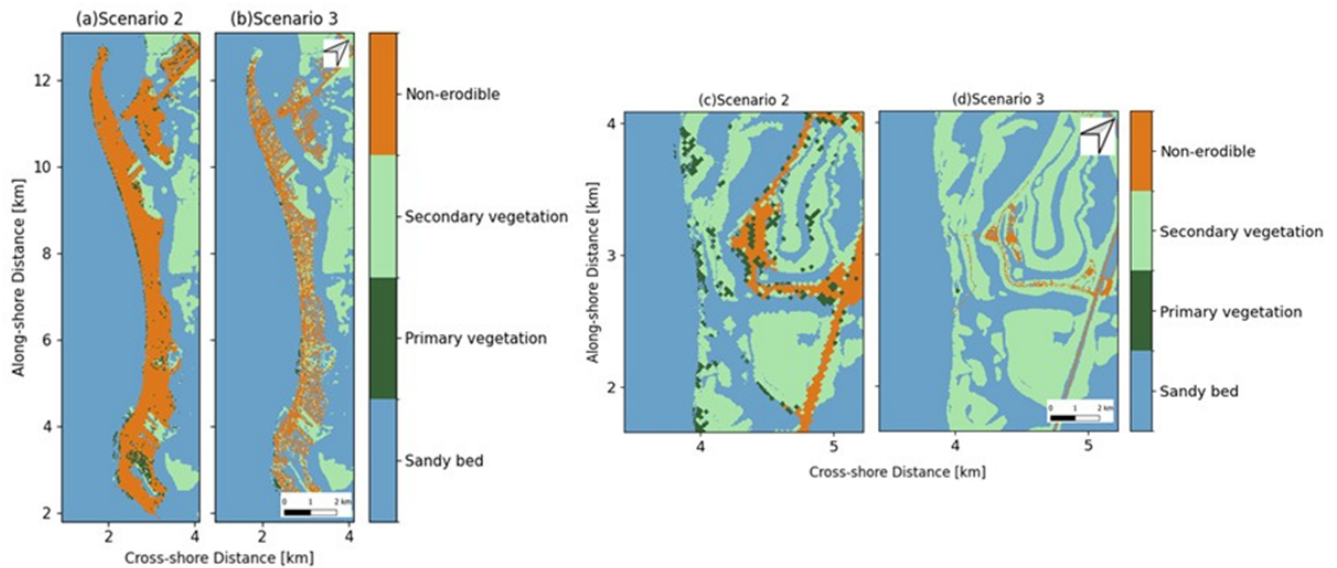 (a)Scenario 2
(b)Scenario 3
12
10
8
6
4
2
Along-shore Distance [km]
2
4
2
4
Cross-shore Distance [km]
0 1 2 km
Non-erodible
Secondary vegetation
Primary vegetation
Sandy bed
(c)Scenario 2
(d)Scenario 3
4
3
2
Along-shore Distance [km]
4
5
4
5
Cross-shore Distance [km]
0 1 2 km
Non-erodible
Secondary vegetation
Primary vegetation
Sandy bed